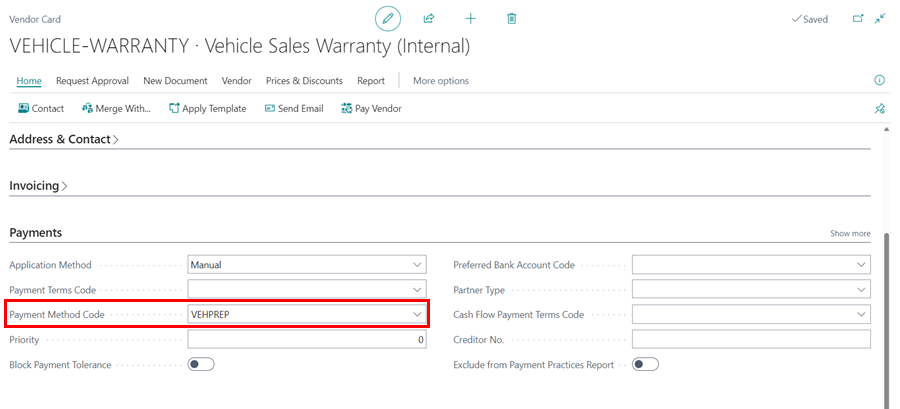 Vendor Card
Saved
VEHICLE-WARRANTY · Vehicle Sales Warranty (Internal)
Home Request Approval New Document Vendor Prices & Discounts Report More options
Contact Merge With... Apply Template Send Email Pay Vendor
Address & Contact
Invoicing
Payments Show more
Application Method Manual Preferred Bank Account Code
Payment Terms Code Partner Type
Payment Method Code VEHPREP Cash Flow Payment Terms Code
Priority 0 Creditor No.
Block Payment Tolerance Exclude from Payment Practices Report